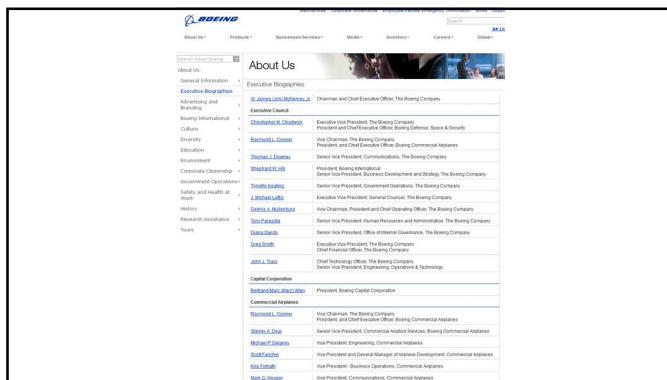 BOEING
Merchandise Corporate Governance Employee/Retiree Emergency Information
Search
About Us Products Businesses/Services Media Investors Careers Global
Search About Boeing
About Us
About Us
General Information
Executive Biographies
Advertising and
Branding
Boeing International
Culture
Diversity
Education
Environment
Corporate Citizenship
Government Operations
Safety and Health at
Work
History
Research Assistance
Tours
Executive Biographies
W. James (Jim) McNerney, Jr. Chairman and Chief Executive Officer, The Boeing Company
Executive Council
Christopher M. Chadwick Executive Vice President, The Boeing Company
President and Chief Executive Officer, Boeing Defense, Space & Security
Raymond L. Conner Vice Chairman, The Boeing Company
President, and Chief Executive Officer, Boeing Commercial Airplanes
Thomas J. Downey Senior Vice President, Communications, The Boeing Company
Shephard W. Hill President, Boeing International
Senior Vice President, Business Development and Strategy, The Boeing Company
Timothy Keating Senior Vice President, Government Operations, The Boeing Company
J. Michael Luttig Executive Vice President, General Counsel, The Boeing Company
Dennis A. Muilenburg Vice Chairman, President and Chief Operating Officer, The Boeing Company
Tony Parasida Senior Vice President, Human Resources and Administration, The Boeing Company
Diana Sands Senior Vice President, Office of Internal Governance, The Boeing Company
Greg Smith Executive Vice President, The Boeing Company
Chief Financial Officer, The Boeing Company
John J. Tracy Chief Technology Officer, The Boeing Company
Senior Vice President, Engineering, Operations & Technology
Capital Corporation
Bertrand-Marc (Marc) Allen President, Boeing Capital Corporation
Commercial Airplanes
Raymond L. Conner Vice Chairman, The Boeing Company
President, and Chief Executive Officer, Boeing Commercial Airplanes
Stanley A. Deal Senior Vice President, Commercial Aviation Services, Boeing Commercial Airplanes
Michael P. Delaney Vice President, Engineering, Commercial Airplanes
Scott Fancher Vice President and General Manager of Airplane Development, Commercial Airplanes
Kira Feltrath Vice President - Business Operations, Commercial Airplanes
Mark G. Hooper Vice President, Communications, Commercial Airplanes